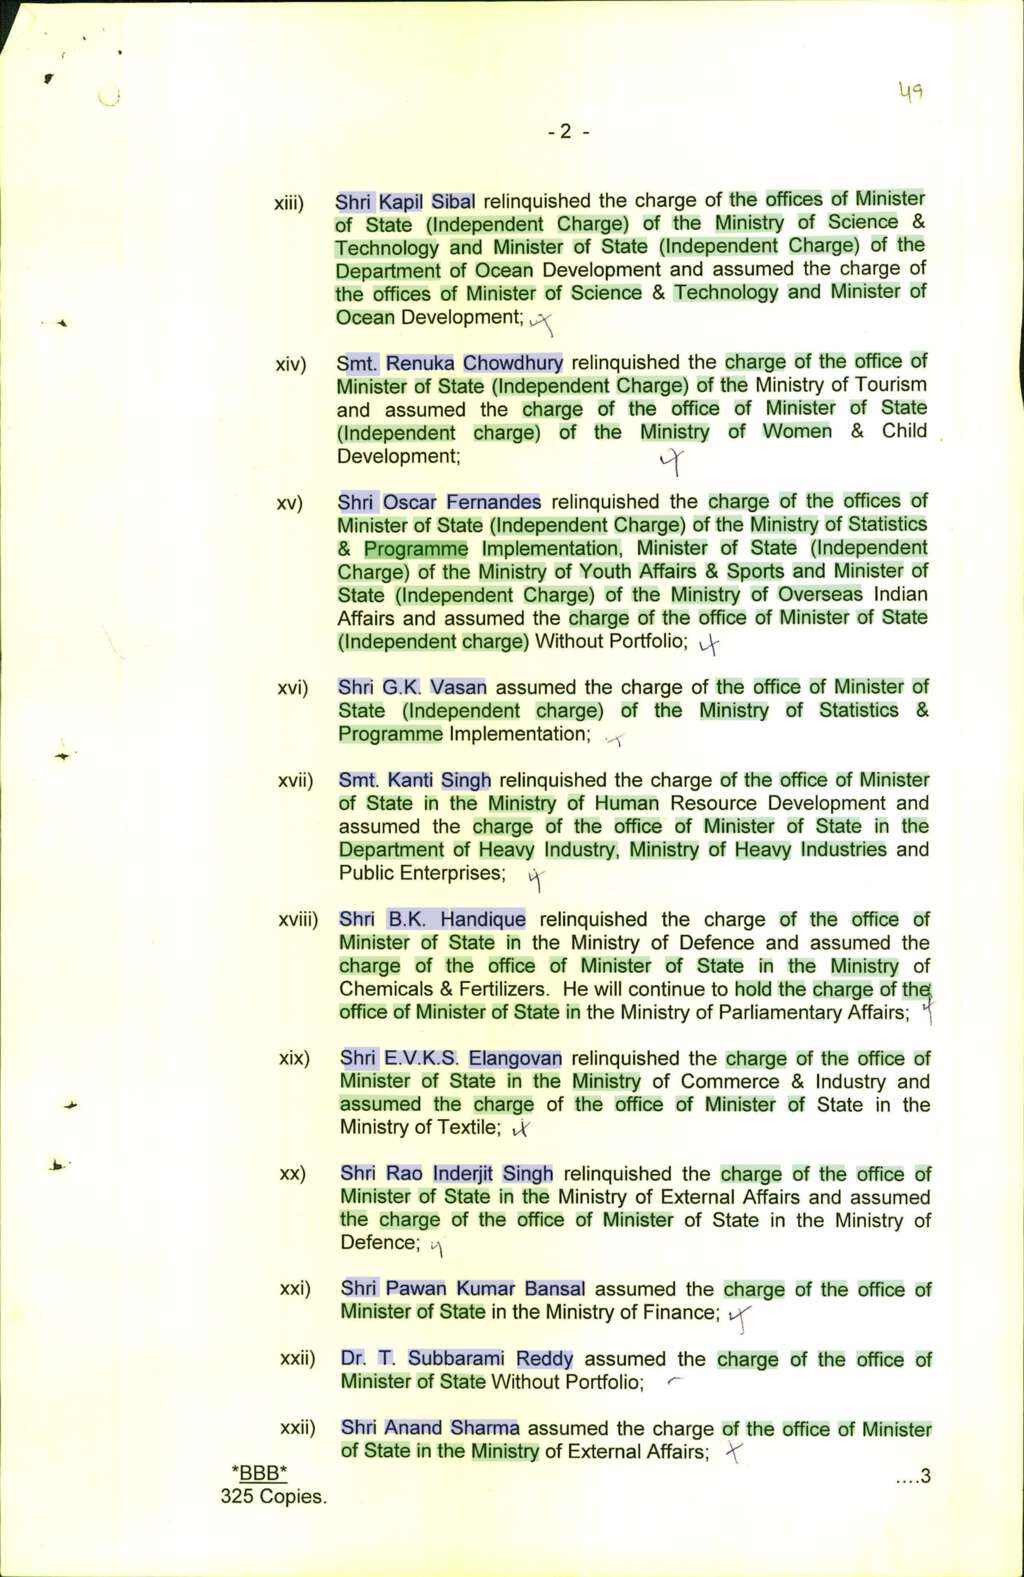 49
- 2 -
xiii) Shri Kapil Sibal relinquished the charge of the offices of Minister
of State (Independent Charge) of the Ministry of Science &
Technology and Minister of State (Independent Charge) of the
Department of Ocean Development and assumed the charge of
the offices of Minister of Science & Technology and Minister of
Ocean Development;
xiv) Smt. Renuka Chowdhury relinquished the charge of the office of
Minister of State (Independent Charge) of the Ministry of Tourism
and assumed the charge of the office of Minister of State
(Independent charge) of the Ministry of Women & Child
Development;
xv) Shri Oscar Fernandes relinquished the charge of the offices of
Minister of State (Independent Charge) of the Ministry of Statistics
& Programme Implementation, Minister of State (Independent
Charge) of the Ministry of Youth Affairs & Sports and Minister of
State (Independent Charge) of the Ministry of Overseas Indian
Affairs and assumed the charge of the office of Minister of State
(Independent charge) Without Portfolio;
xvi) Shri G.K. Vasan assumed the charge of the office of Minister of
State (Independent charge) of the Ministry of Statistics &
Programme Implementation;
xvii) Smt. Kanti Singh relinquished the charge of the office of Minister
of State in the Ministry of Human Resource Development and
assumed the charge of the office of Minister of State in the
Department of Heavy Industry, Ministry of Heavy Industries and
Public Enterprises;
xviii) Shri B.K. Handique relinquished the charge of the office of
Minister of State in the Ministry of Defence and assumed the
charge of the office of Minister of State in the Ministry of
Chemicals & Fertilizers. He will continue to hold the charge of the
office of Minister of State in the Ministry of Parliamentary Affairs;
xix) Shri E.V.K.S. Elangovan relinquished the charge of the office of
Minister of State in the Ministry of Commerce & Industry and
assumed the charge of the office of Minister of State in the
Ministry of Textile;
xx) Shri Rao Inderjit Singh relinquished the charge of the office of
Minister of State in the Ministry of External Affairs and assumed
the charge of the office of Minister of State in the Ministry of
Defence;
xxi) Shri Pawan Kumar Bansal assumed the charge of the office of
Minister of State in the Ministry of Finance;
xxii) Dr. T. Subbarami Reddy assumed the charge of the office of
Minister of State Without Portfolio;
xxii) Shri Anand Sharma assumed the charge of the office of Minister
of State in the Ministry of External Affairs;
*BBB*
....3
325 Copies.